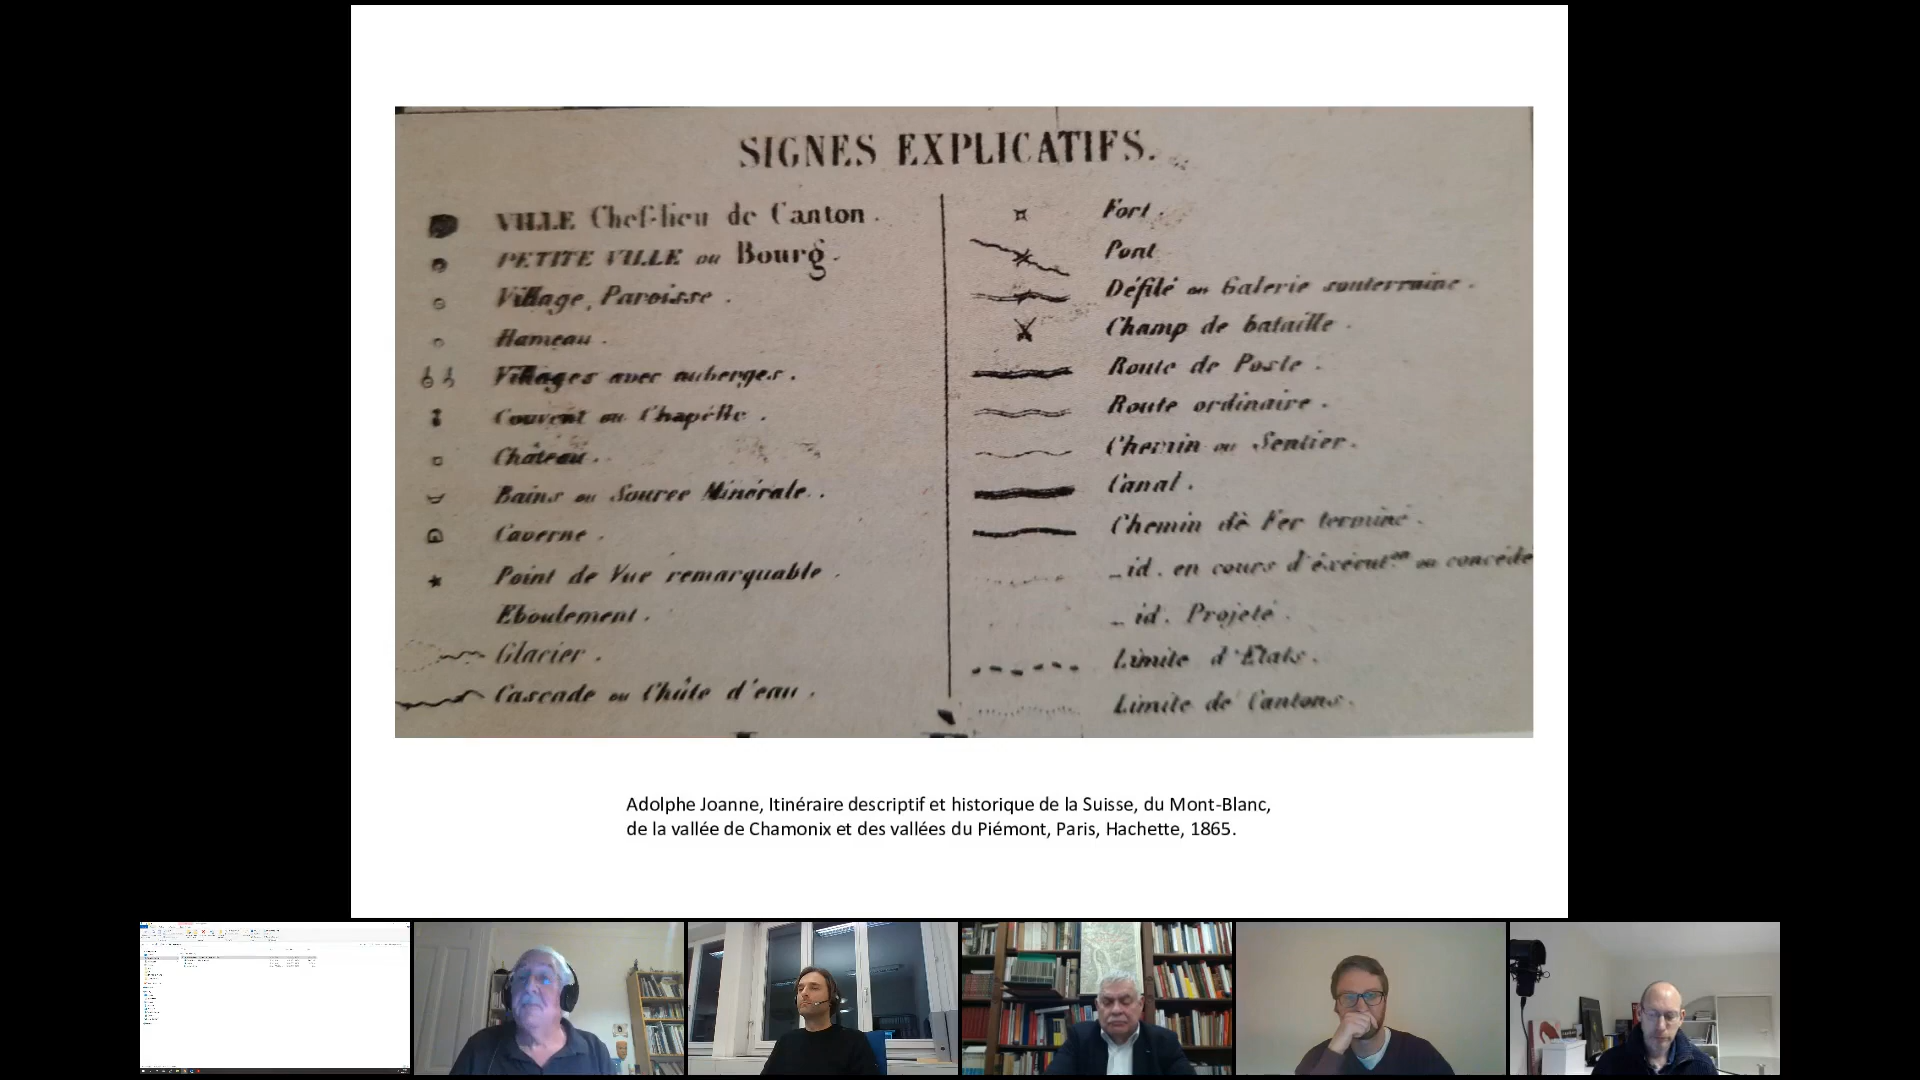 SIGNES EXPLICATIFS.
VILLE Chef-lieu de Canton.
PETITE VILLE ou Bourg.
Village, Paroisse.
Hameau.
Villages avec auberges.
Couvent ou Chapelle.
Château.
Bains ou Source Minérale.
Caverne.
Point de Vue remarquable.
Eboulement.
Glacier.
Cascade ou Chûte d'eau.
Fort.
Pont
Défilé ou Galerie souterraine.
Champ de bataille.
Route de Poste.
Route ordinaire.
Chemin ou Sentier.
Canal.
Chemin de Fer terminé.
_id. en cours d'éxécut.on ou concédé
_ id. Projeté.
Limite d'Etats.
Limite de Cantons.
Adolphe Joanne, Itinéraire descriptif et historique de la Suisse, du Mont-Blanc,
de la vallée de Chamonix et des vallées du Piémont, Paris, Hachette, 1865.